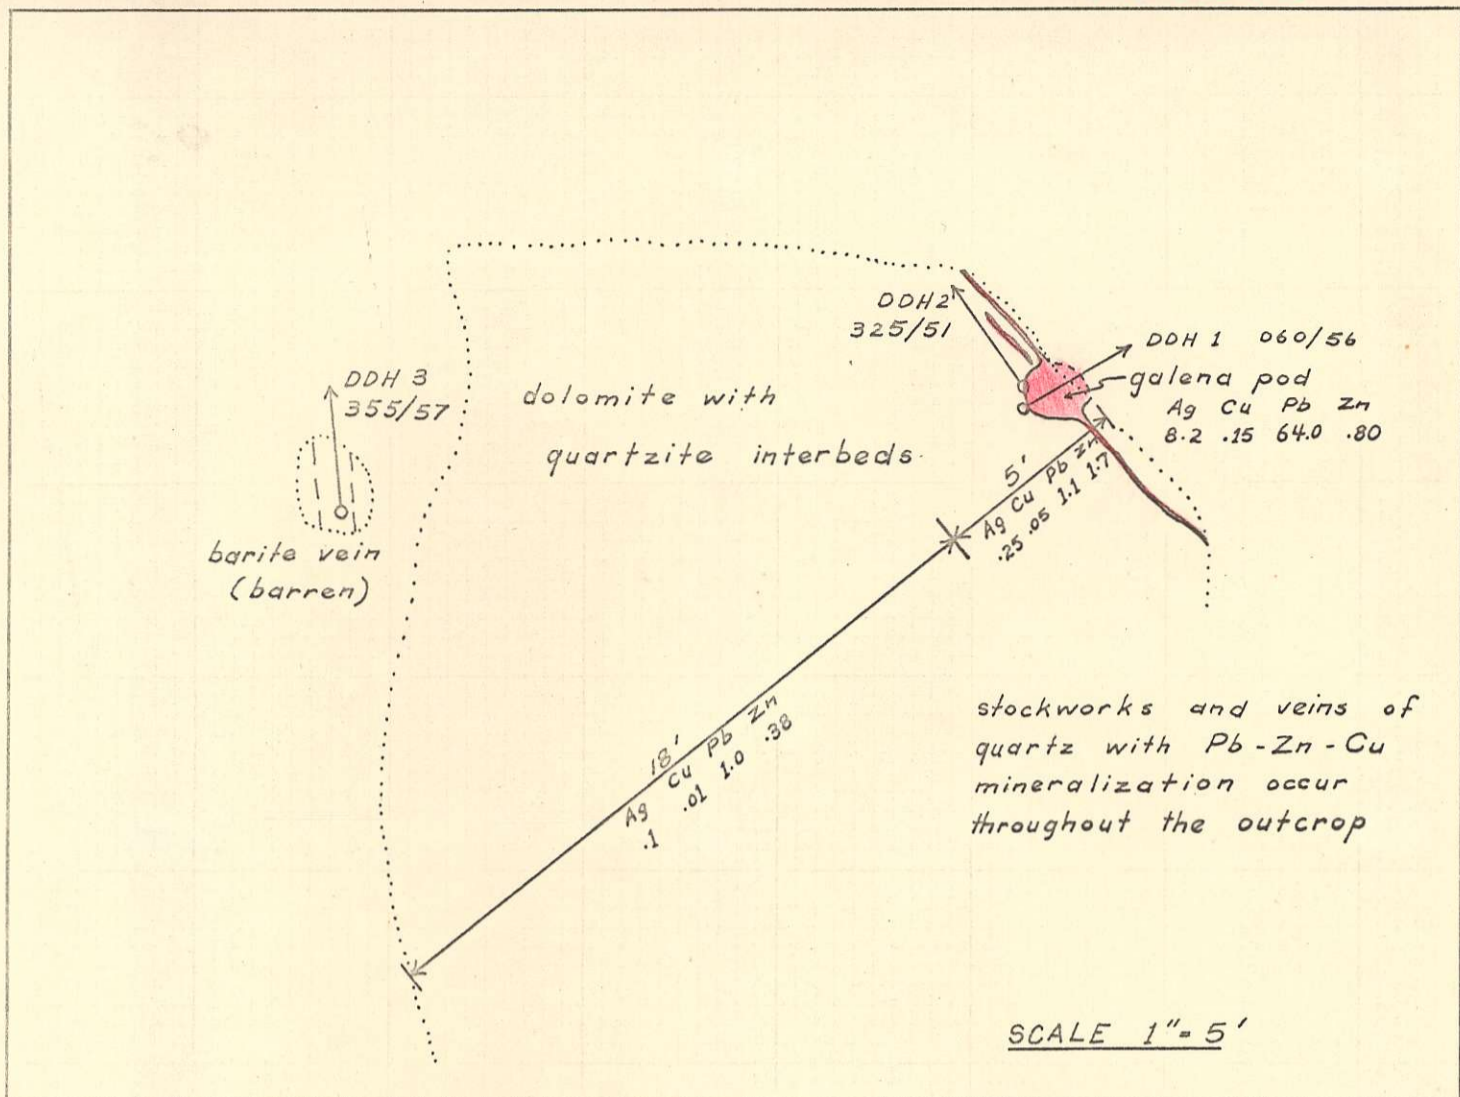 DDH2
325/51
DDH 1 060/56
galena pod
Ag Cu Pb Zn
8.2 .15 64.0 .80
DDH 3
355/57
dolomite with
quartzite interbeds
5'
Ag Cu Pb Zn
.25 .05 1.1 1.7
barite vein
(barren)
18'
Ag Cu Pb Zn
.1 .01 1.0 .38
stockworks and veins of
quartz with Pb-Zn-Cu
mineralization occur
throughout the outcrop
SCALE 1"=5'